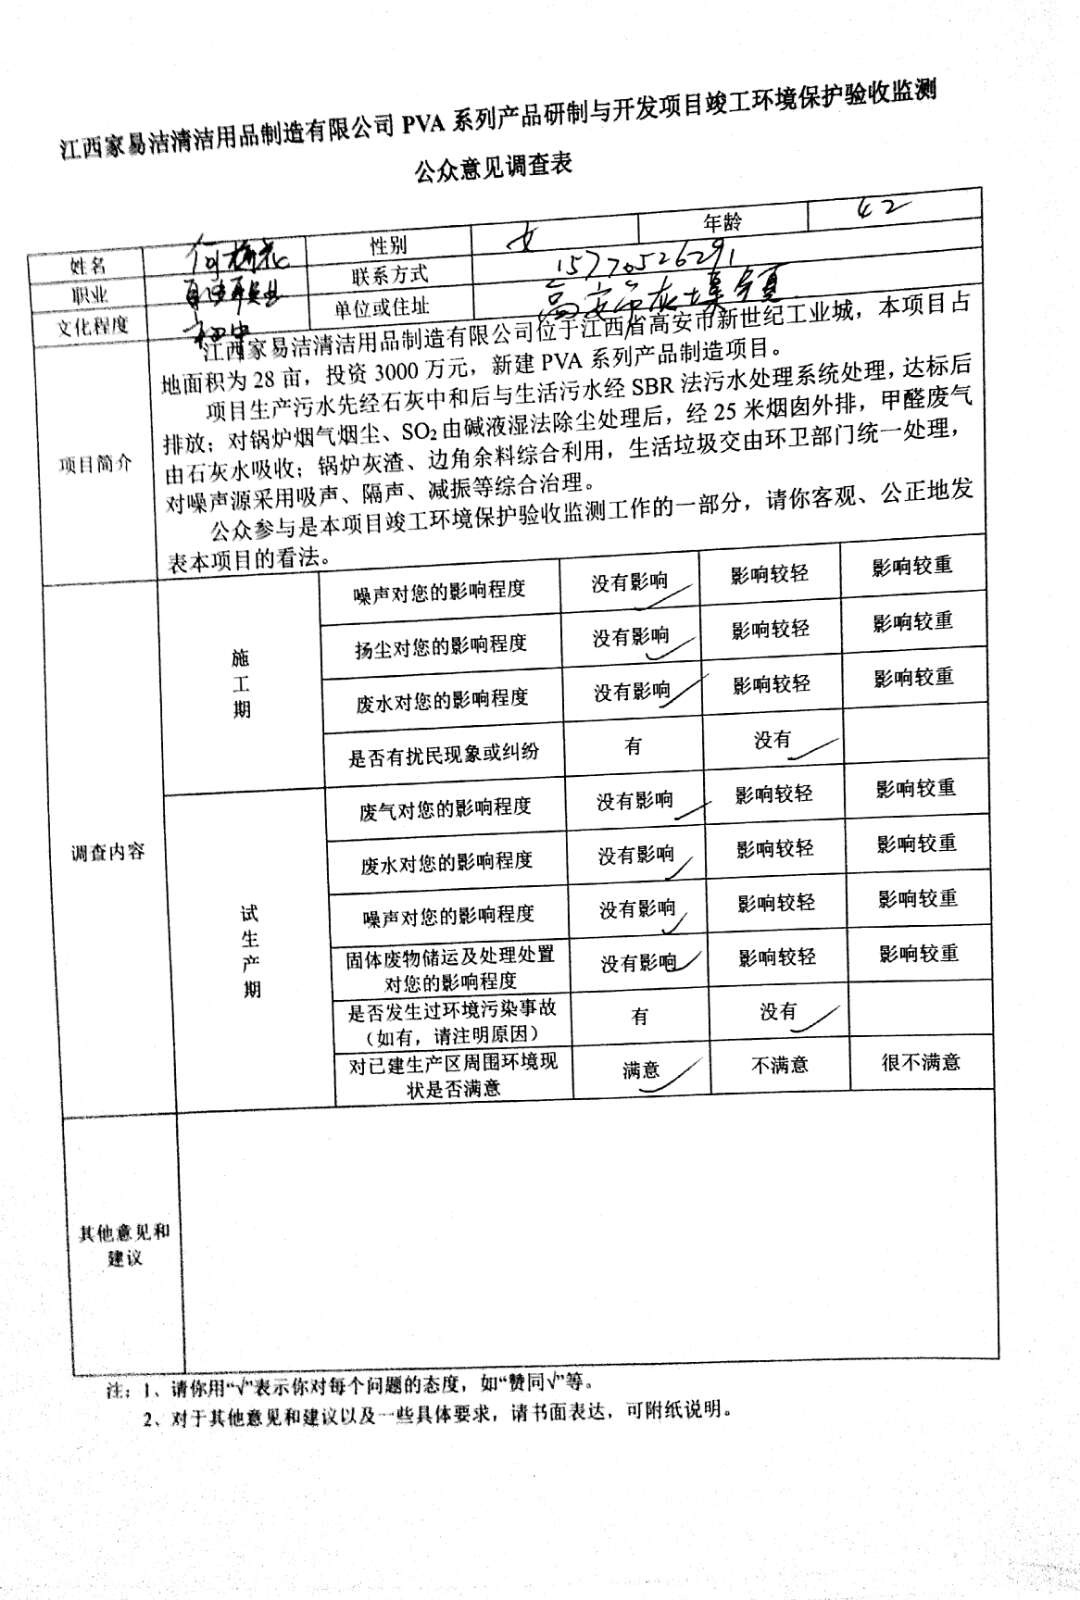 江西家易洁清洁用品制造有限公司 PVA 系列产品研制与开发项目竣工环境保护验收监测
公众意见调查表
姓名 何梅花 性别 女 年龄 42
职业 自由职业 联系方式 15770526291
文化程度 初中 单位或住址 高安市灰埠镇
项目简介
江西家易洁清洁用品制造有限公司位于江西省高安市新世纪工业城，本项目占
地面积为 28 亩，投资 3000 万元，新建 PVA 系列产品制造项目。
项目生产污水先经石灰中和后与生活污水经 SBR 法污水处理系统处理，达标后
排放；对锅炉烟气烟尘、SO₂由碱液湿法除尘处理后，经 25 米烟囱外排，甲醛废气
由石灰水吸收；锅炉灰渣、边角余料综合利用，生活垃圾交由环卫部门统一处理，
对噪声源采用吸声、隔声、减振等综合治理。
公众参与是本项目竣工环境保护验收监测工作的一部分，请你客观、公正地发
表本项目的看法。
调查内容
施工期
噪声对您的影响程度 没有影响 ✓ 影响较轻 影响较重
扬尘对您的影响程度 没有影响 ✓ 影响较轻 影响较重
废水对您的影响程度 没有影响 ✓ 影响较轻 影响较重
是否有扰民现象或纠纷 有 没有 ✓
试生产期
废气对您的影响程度 没有影响 ✓ 影响较轻 影响较重
废水对您的影响程度 没有影响 ✓ 影响较轻 影响较重
噪声对您的影响程度 没有影响 ✓ 影响较轻 影响较重
固体废物储运及处理处置
对您的影响程度 没有影响 ✓ 影响较轻 影响较重
是否发生过环境污染事故
（如有，请注明原因） 有 没有 ✓
对已建生产区周围环境现
状是否满意 满意 ✓ 不满意 很不满意
其他意见和
建议
注：1、请你用“√”表示你对每个问题的态度，如“赞同√”等。
2、对于其他意见和建议以及一些具体要求，请书面表达，可附纸说明。